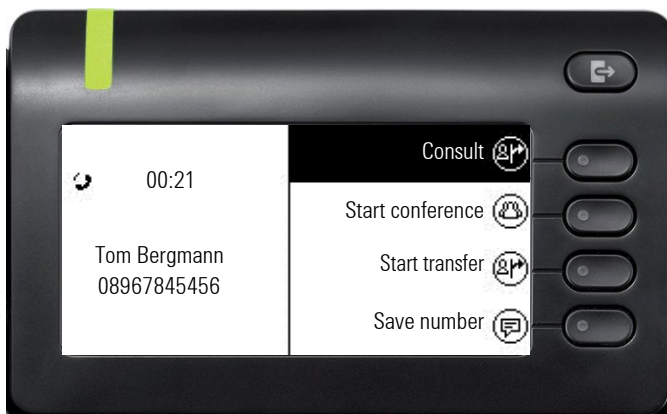 00:21
Tom Bergmann
08967845456
Consult
Start conference
Start transfer
Save number